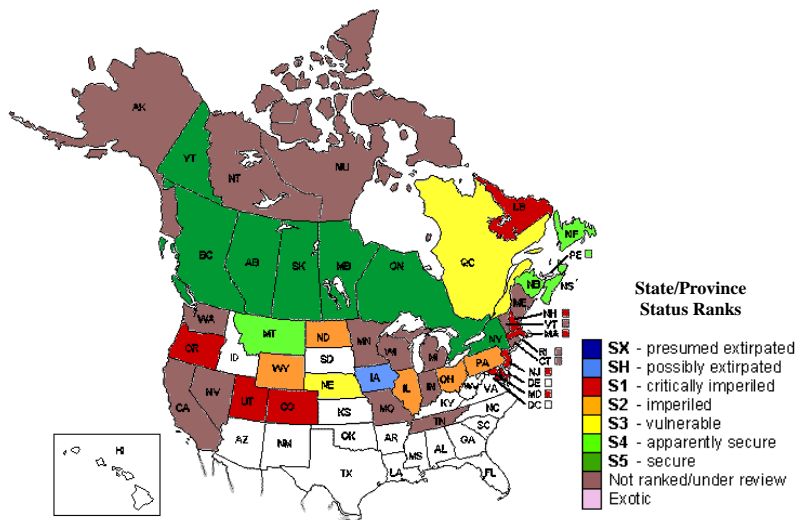 AK
YT
NT
NU
BC
AB
SK
MB
ON
QC
LB
NF
PE
NB
NS
ME
NH
VT
MA
RI
CT
NJ
DE
MD
DC
WA
MT
ND
MN
WI
MI
NY
OR
ID
WY
SD
IA
NE
IL
IN
OH
PA
CA
NV
UT
CO
KS
MO
KY
WV
VA
TN
NC
SC
AZ
NM
OK
AR
MS
AL
GA
TX
LA
FL
HI
State/Province
Status Ranks
SX - presumed extirpated
SH - possibly extirpated
S1 - critically imperiled
S2 - imperiled
S3 - vulnerable
S4 - apparently secure
S5 - secure
Not ranked/under review
Exotic